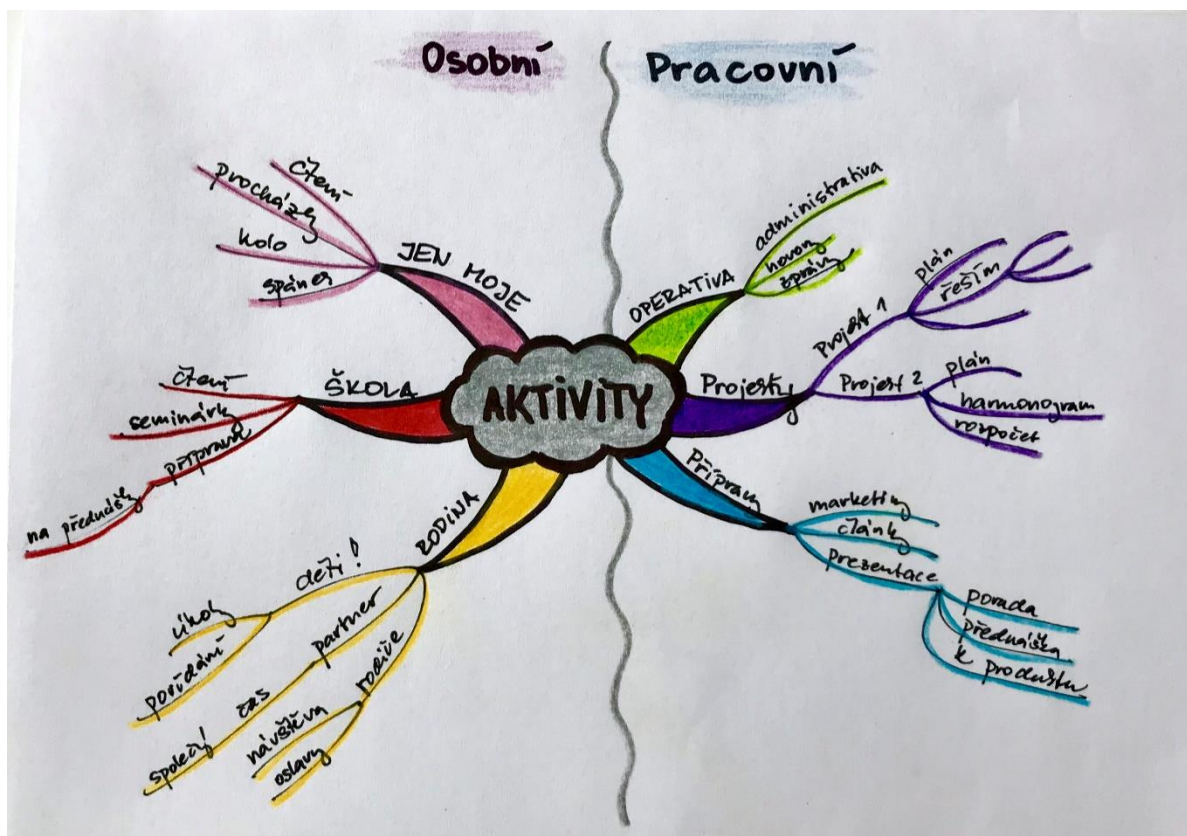 Osobní
Pracovní
AKTIVITY
JEN MOJE
čtení
procházky
kolo
spánek
ŠKOLA
čtení
seminárky
příprava
na přednášky
RODINA
děti!
úkoly
povídání
partner
společný čas
rodiče
návštěva
oslavy
OPERATIVA
administrativa
hovory
zprávy
Projekty
Projekt 1
plán
řeším
Projekt 2
plán
harmonogram
rozpočet
Přípravy
marketing
články
prezentace
porada
přednáška
k produktu